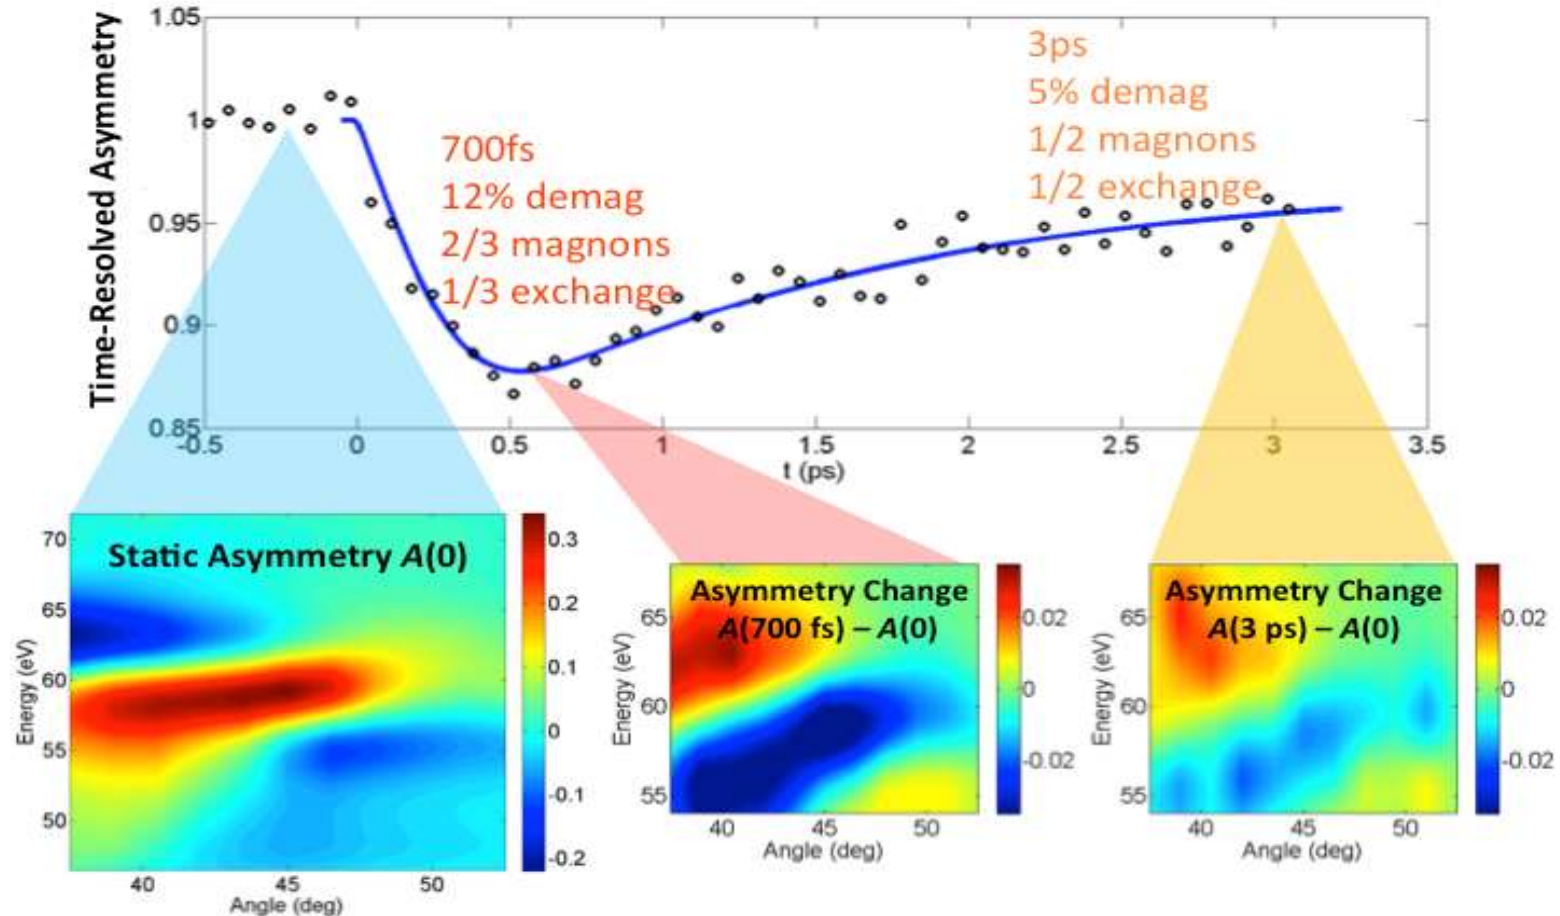 Time-Resolved Asymmetry
1.05
1
0.95
0.9
0.85
-0.5
0
0.5
1
1.5
2
2.5
3
3.5
t (ps)
700fs
12% demag
2/3 magnons
1/3 exchange
3ps
5% demag
1/2 magnons
1/2 exchange
Static Asymmetry A(0)
Energy (eV)
70
65
60
55
50
40
45
50
Angle (deg)
0.3
0.2
0.1
0
-0.1
-0.2
Asymmetry Change
A(700 fs) – A(0)
Energy (eV)
65
60
55
40
45
50
Angle (deg)
0.02
0
-0.02
Asymmetry Change
A(3 ps) – A(0)
Energy (eV)
65
60
55
40
45
50
Angle (deg)
0.02
0
-0.02